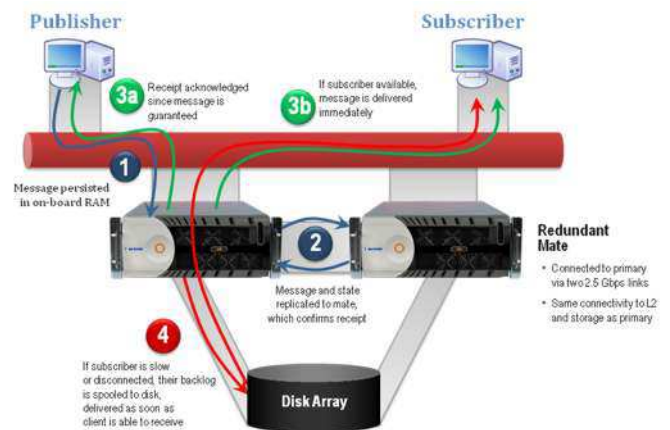 Publisher
Subscriber
3a
Receipt acknowledged
since message is
guaranteed
3b
If subscriber available,
message is delivered
immediately
1
Message persisted
in on-board RAM
2
Message and state
replicated to mate,
which confirms receipt
Redundant
Mate
• Connected to primary
via two 2.5 Gbps links
• Same connectivity to L2
and storage as primary
4
If subscriber is slow
or disconnected, their backlog
is spooled to disk,
delivered as soon as
client is able to receive
Disk Array